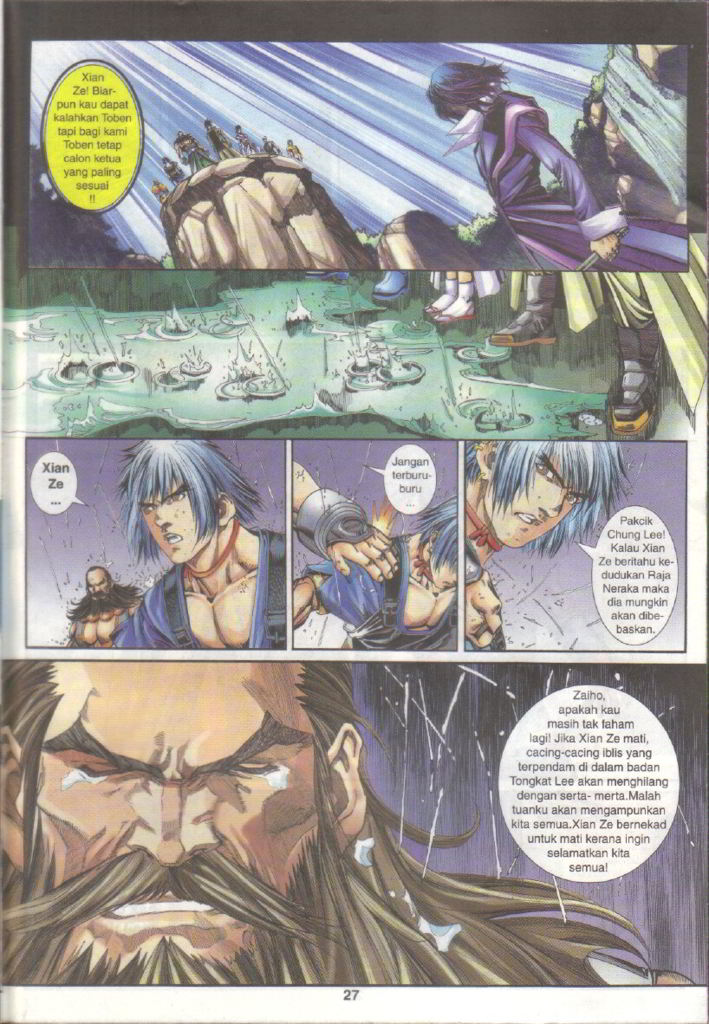 Xian
Ze! Biar-
pun kau dapat
kalahkan Toben
tapi bagi kami
Toben tetap
calon ketua
yang paling
sesuai
!!
Xian
Ze
...
Jangan
terburu-
buru
...
Pakcik
Chung Lee!
Kalau Xian
Ze beritahu ke-
dudukan Raja
Neraka maka
dia mungkin
akan dibe-
baskan.
Zaiho,
apakah kau
masih tak faham
lagi! Jika Xian Ze mati,
cacing-cacing iblis yang
terpendam di dalam badan
Tongkat Lee akan menghilang
dengan serta- merta.Malah
tuanku akan mengampunkan
kita semua.Xian Ze bernekad
untuk mati kerana ingin
selamatkan kita
semua!
27